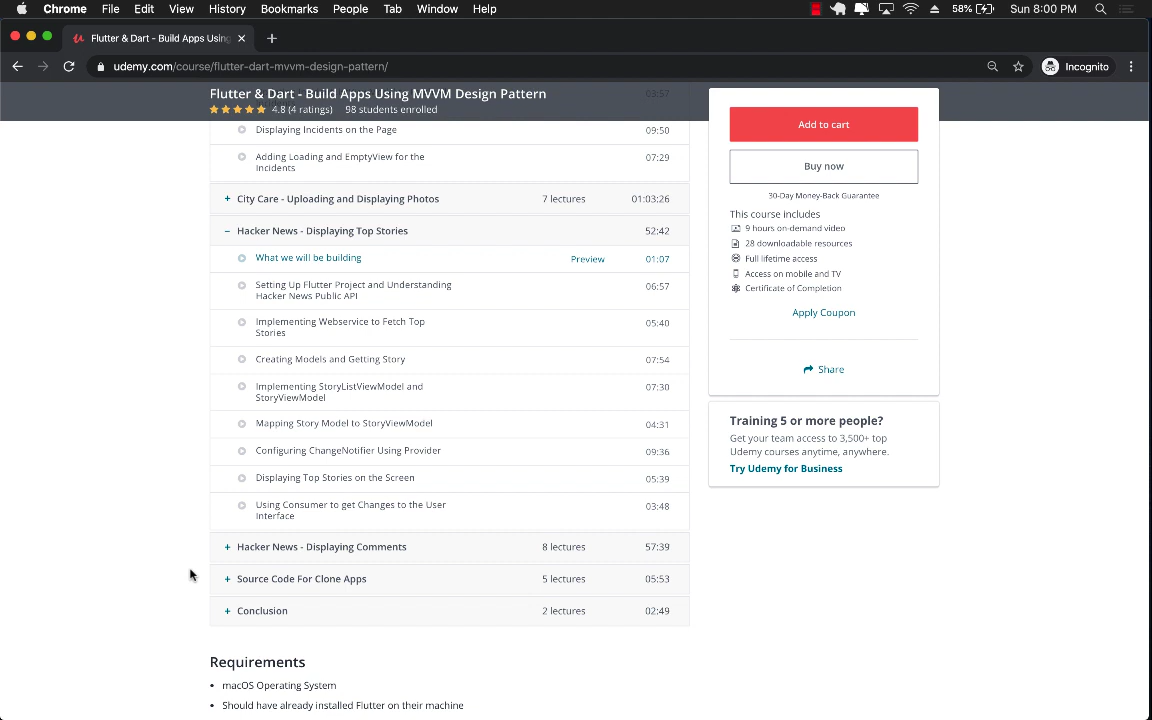 Chrome File Edit View History Bookmarks People Tab Window Help 58% Sun 8:00 PM
Flutter & Dart - Build Apps Using
udemy.com/course/flutter-dart-mvvm-design-pattern/ Incognito
Flutter & Dart - Build Apps Using MVVM Design Pattern
4.8 (4 ratings) 98 students enrolled
03:57
Displaying Incidents on the Page 09:50
Adding Loading and EmptyView for the
Incidents
07:29
+ City Care - Uploading and Displaying Photos 7 lectures 01:03:26
− Hacker News - Displaying Top Stories 52:42
What we will be building Preview 01:07
Setting Up Flutter Project and Understanding
Hacker News Public API
06:57
Implementing Webservice to Fetch Top
Stories
05:40
Creating Models and Getting Story 07:54
Implementing StoryListViewModel and
StoryViewModel
07:30
Mapping Story Model to StoryViewModel 04:31
Configuring ChangeNotifier Using Provider 09:36
Displaying Top Stories on the Screen 05:39
Using Consumer to get Changes to the User
Interface
03:48
+ Hacker News - Displaying Comments 8 lectures 57:39
+ Source Code For Clone Apps 5 lectures 05:53
+ Conclusion 2 lectures 02:49
Requirements
• macOS Operating System
• Should have already installed Flutter on their machine
Add to cart
Buy now
30-Day Money-Back Guarantee
This course includes
9 hours on-demand video
28 downloadable resources
Full lifetime access
Access on mobile and TV
Certificate of Completion
Apply Coupon
Share
Training 5 or more people?
Get your team access to 3,500+ top
Udemy courses anytime, anywhere.
Try Udemy for Business